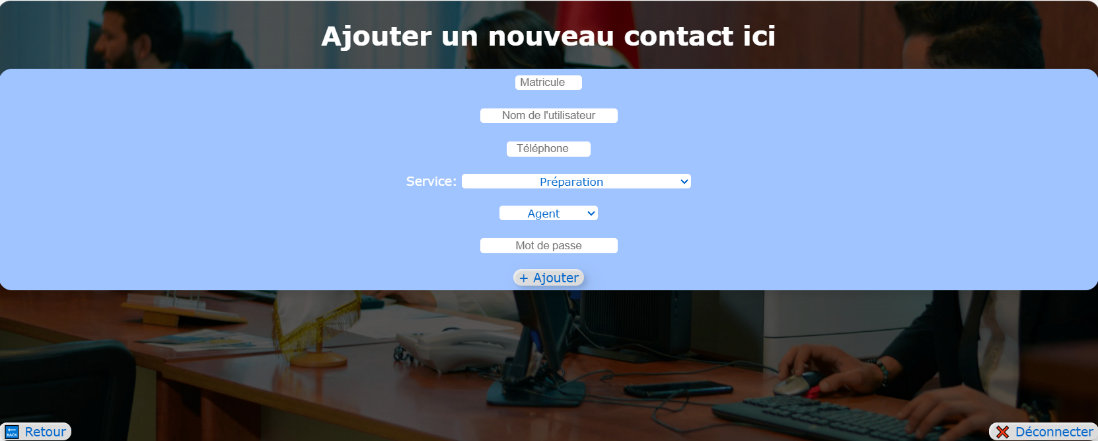 Ajouter un nouveau contact ici
Matricule
Nom de l'utilisateur
Téléphone
Service: Préparation
Agent
Mot de passe
+ Ajouter
BACK Retour
❌ Déconnecter